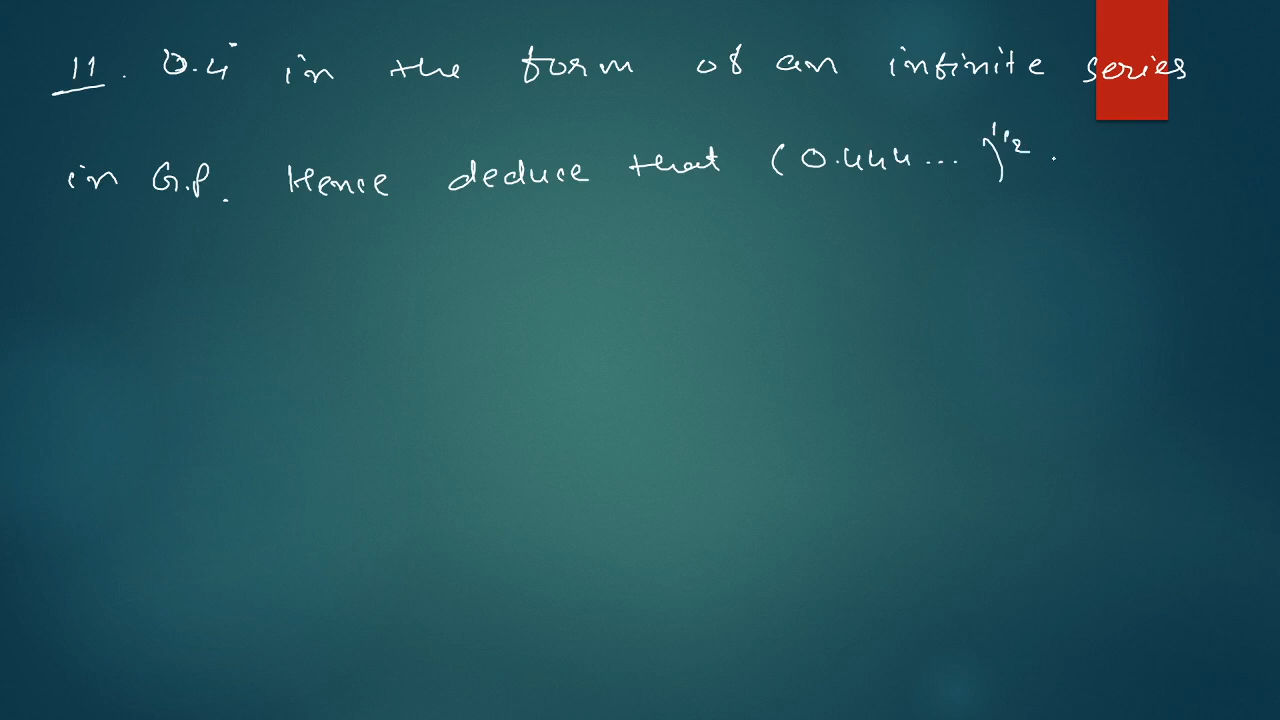 11. 0.4̇ in the form of an infinite series
in G.P. Hence deduce that (0.444...)^1/2.